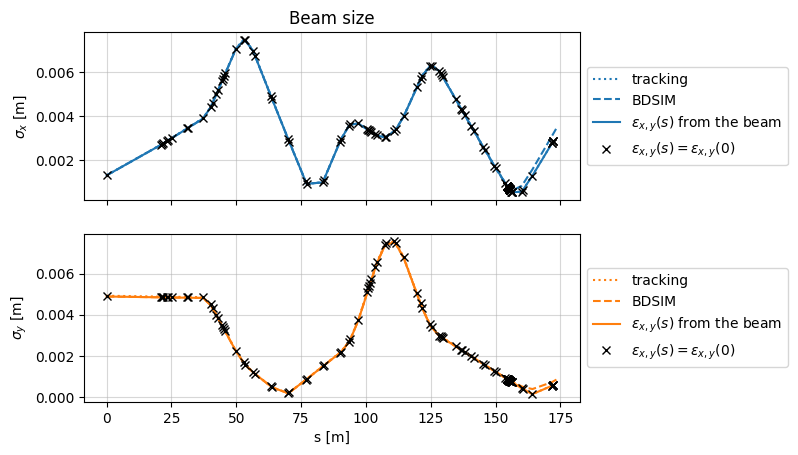 Beam size
0.006
0.004
0.002
σx [m]
tracking
BDSIM
εx,y(s) from the beam
εx,y(s) = εx,y(0)
0.006
0.004
0.002
0.000
σy [m]
tracking
BDSIM
εx,y(s) from the beam
εx,y(s) = εx,y(0)
0 25 50 75 100 125 150 175
s [m]